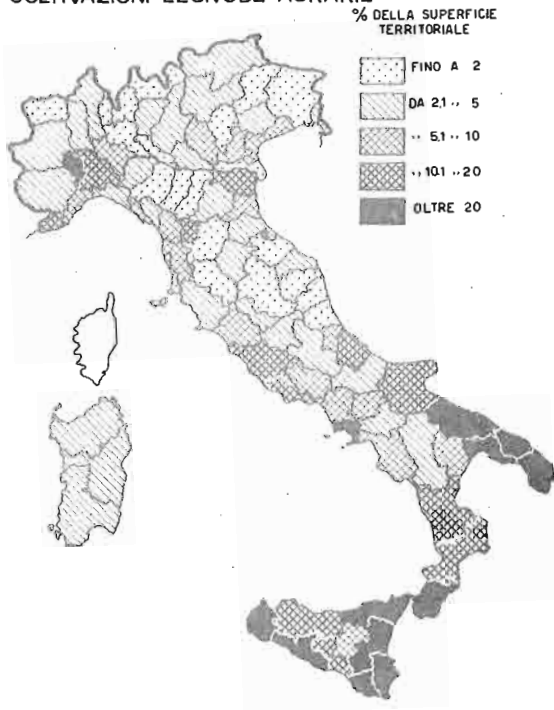 COLTIVAZIONI LEGNOSE AGRARIE
% DELLA SUPERFICIE
TERRITORIALE
FINO A 2
DA 2,1 ,, 5
,, 5,1 ,, 10
,, 10,1 ,, 20
OLTRE 20